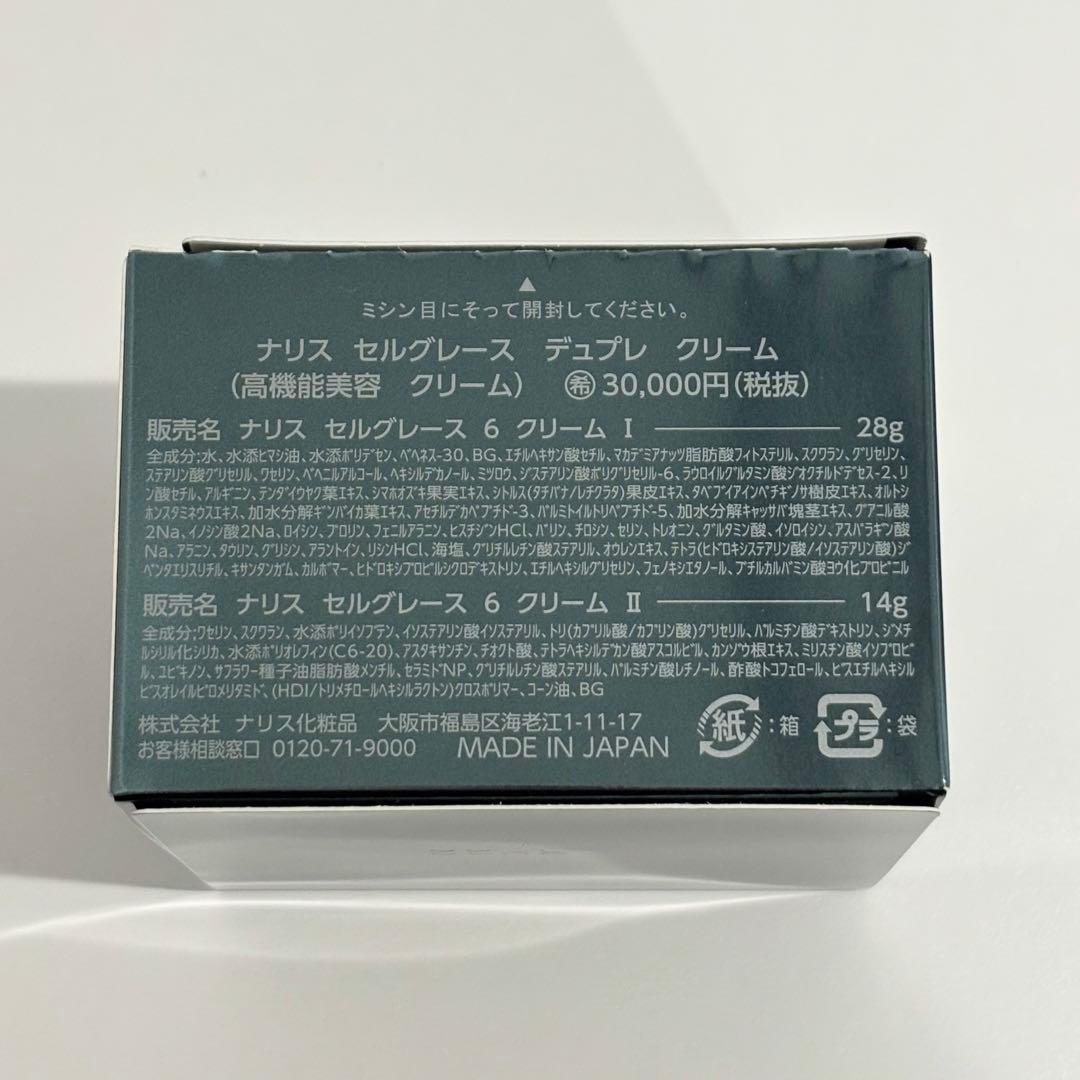 ミシン目にそって開封してください。
ナリス セルグレース デュプレ クリーム
(高機能美容 クリーム) ㊕30,000円(税抜)
販売名 ナリス セルグレース 6 クリーム Ⅰ 28g
全成分;水、水添ヒマシ油、水添ポリデセン、ベヘネス-30、BG、エチルヘキサン酸セチル、マカデミアナッツ脂肪酸フィトステリル、スクワラン、グリセリン、
ステアリン酸グリセリル、ワセリン、ベヘニルアルコール、ヘキシルデカノール、ミツロウ、ジステアリン酸ポリグリセリル-6、ラウロイルグルタミン酸ジオクチルドデセス-2、リ
ン酸セチル、アルギニン、テンダイウヤク葉エキス、シマホオズキ果実エキス、シトルス(タチバナ/レチクラタ)果皮エキス、タベブイアインペチギノサ樹皮エキス、オルトシ
ホンスタミネウスエキス、加水分解ギンバイカ葉エキス、アセチルデカペプチド-3、パルミトイルトリペプチド-5、加水分解キャッサバ塊茎エキス、グアニル酸
2Na、イノシン酸2Na、ロイシン、プロリン、フェニルアラニン、ヒスチジンHCl、バリン、チロシン、セリン、トレオニン、グルタミン酸、イソロイシン、アスパラギン酸
Na、アラニン、タウリン、グリシン、アラントイン、リシンHCl、海塩、グリチルレチン酸ステアリル、オウレンエキス、テトラ(ヒドロキシステアリン酸/イソステアリン酸)ジ
ペンタエリスリチル、キサンタンガム、カルボマー、ヒドロキシプロピルシクロデキストリン、エチルヘキシルグリセリン、フェノキシエタノール、ブチルカルバミン酸ヨウ化プロピニル
販売名 ナリス セルグレース 6 クリーム Ⅱ 14g
全成分;ワセリン、スクワラン、水添ポリイソブテン、イソステアリン酸イソステアリル、トリ(カプリル酸/カプリン酸)グリセリル、パルミチン酸デキストリン、ジメチ
ルシリル化シリカ、水添ポリオレフィン(C6-20)、アスタキサンチン、チオクト酸、テトラヘキシルデカン酸アスコルビル、カンゾウ根エキス、ミリスチン酸イソプロピ
ル、ユビキノン、サフラワー種子油脂肪酸メンチル、セラミドNP、グリチルレチン酸ステアリル、パルミチン酸レチノール、酢酸トコフェロール、ビスエチルヘキシル
ビスオレイルピロメリタミド、(HDI/トリメチロールヘキシルラクトン)クロスポリマー、コーン油、BG
株式会社 ナリス化粧品 大阪市福島区海老江1-11-17
お客様相談窓口 0120-71-9000 MADE IN JAPAN
紙:箱 プラ:袋